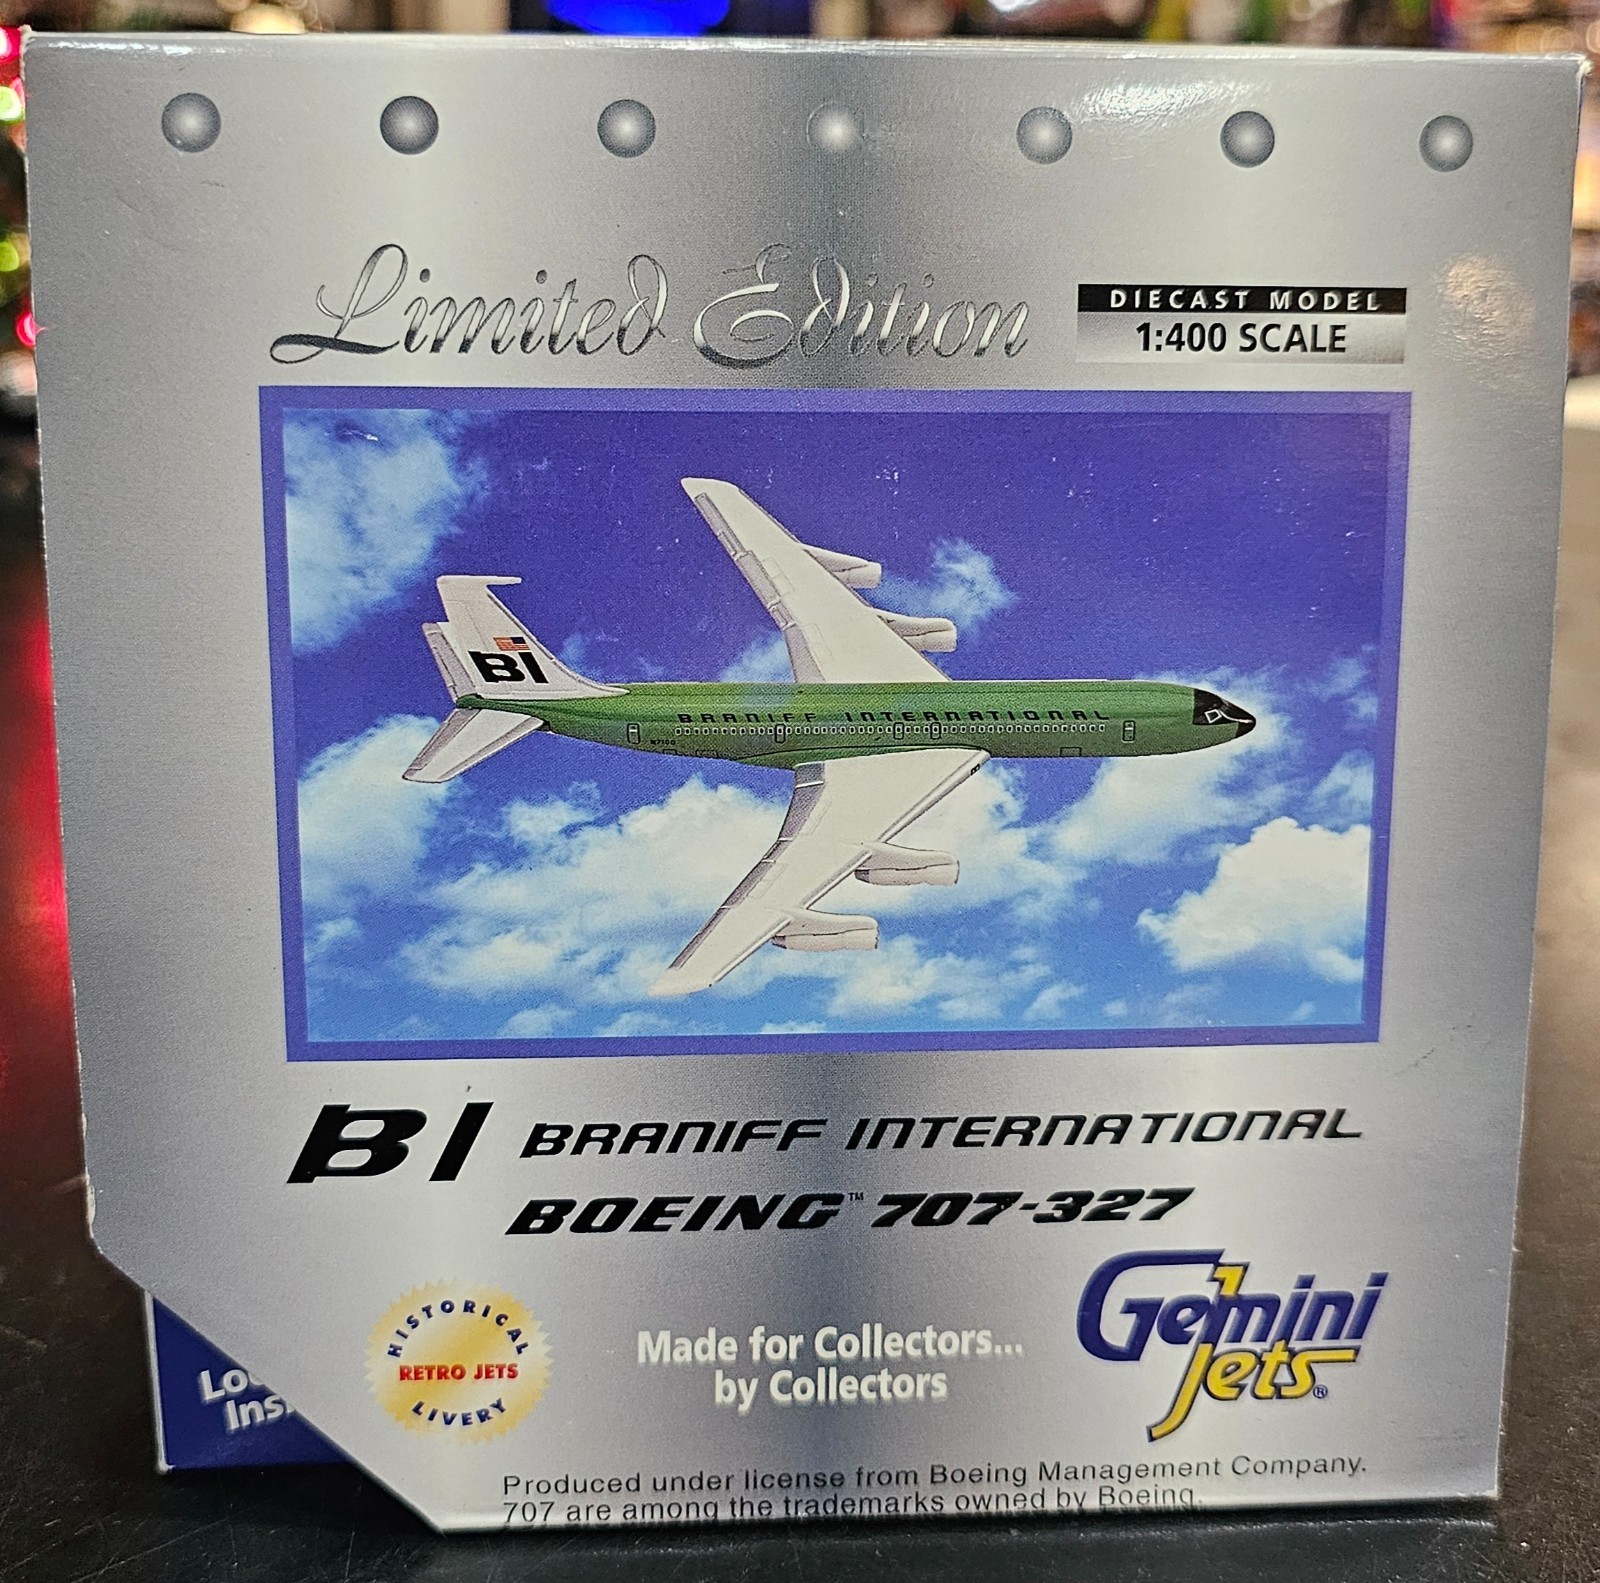 Limited Edition
DIECAST MODEL
1:400 SCALE
BI
BRANIFF INTERNATIONAL
N7100
BI BRANIFF INTERNATIONAL
BOEING™ 707-327
HISTORICAL
RETRO JETS
LIVERY
Made for Collectors...
by Collectors
Gemini
Jets®
Produced under license from Boeing Management Company.
707 are among the trademarks owned by Boeing.